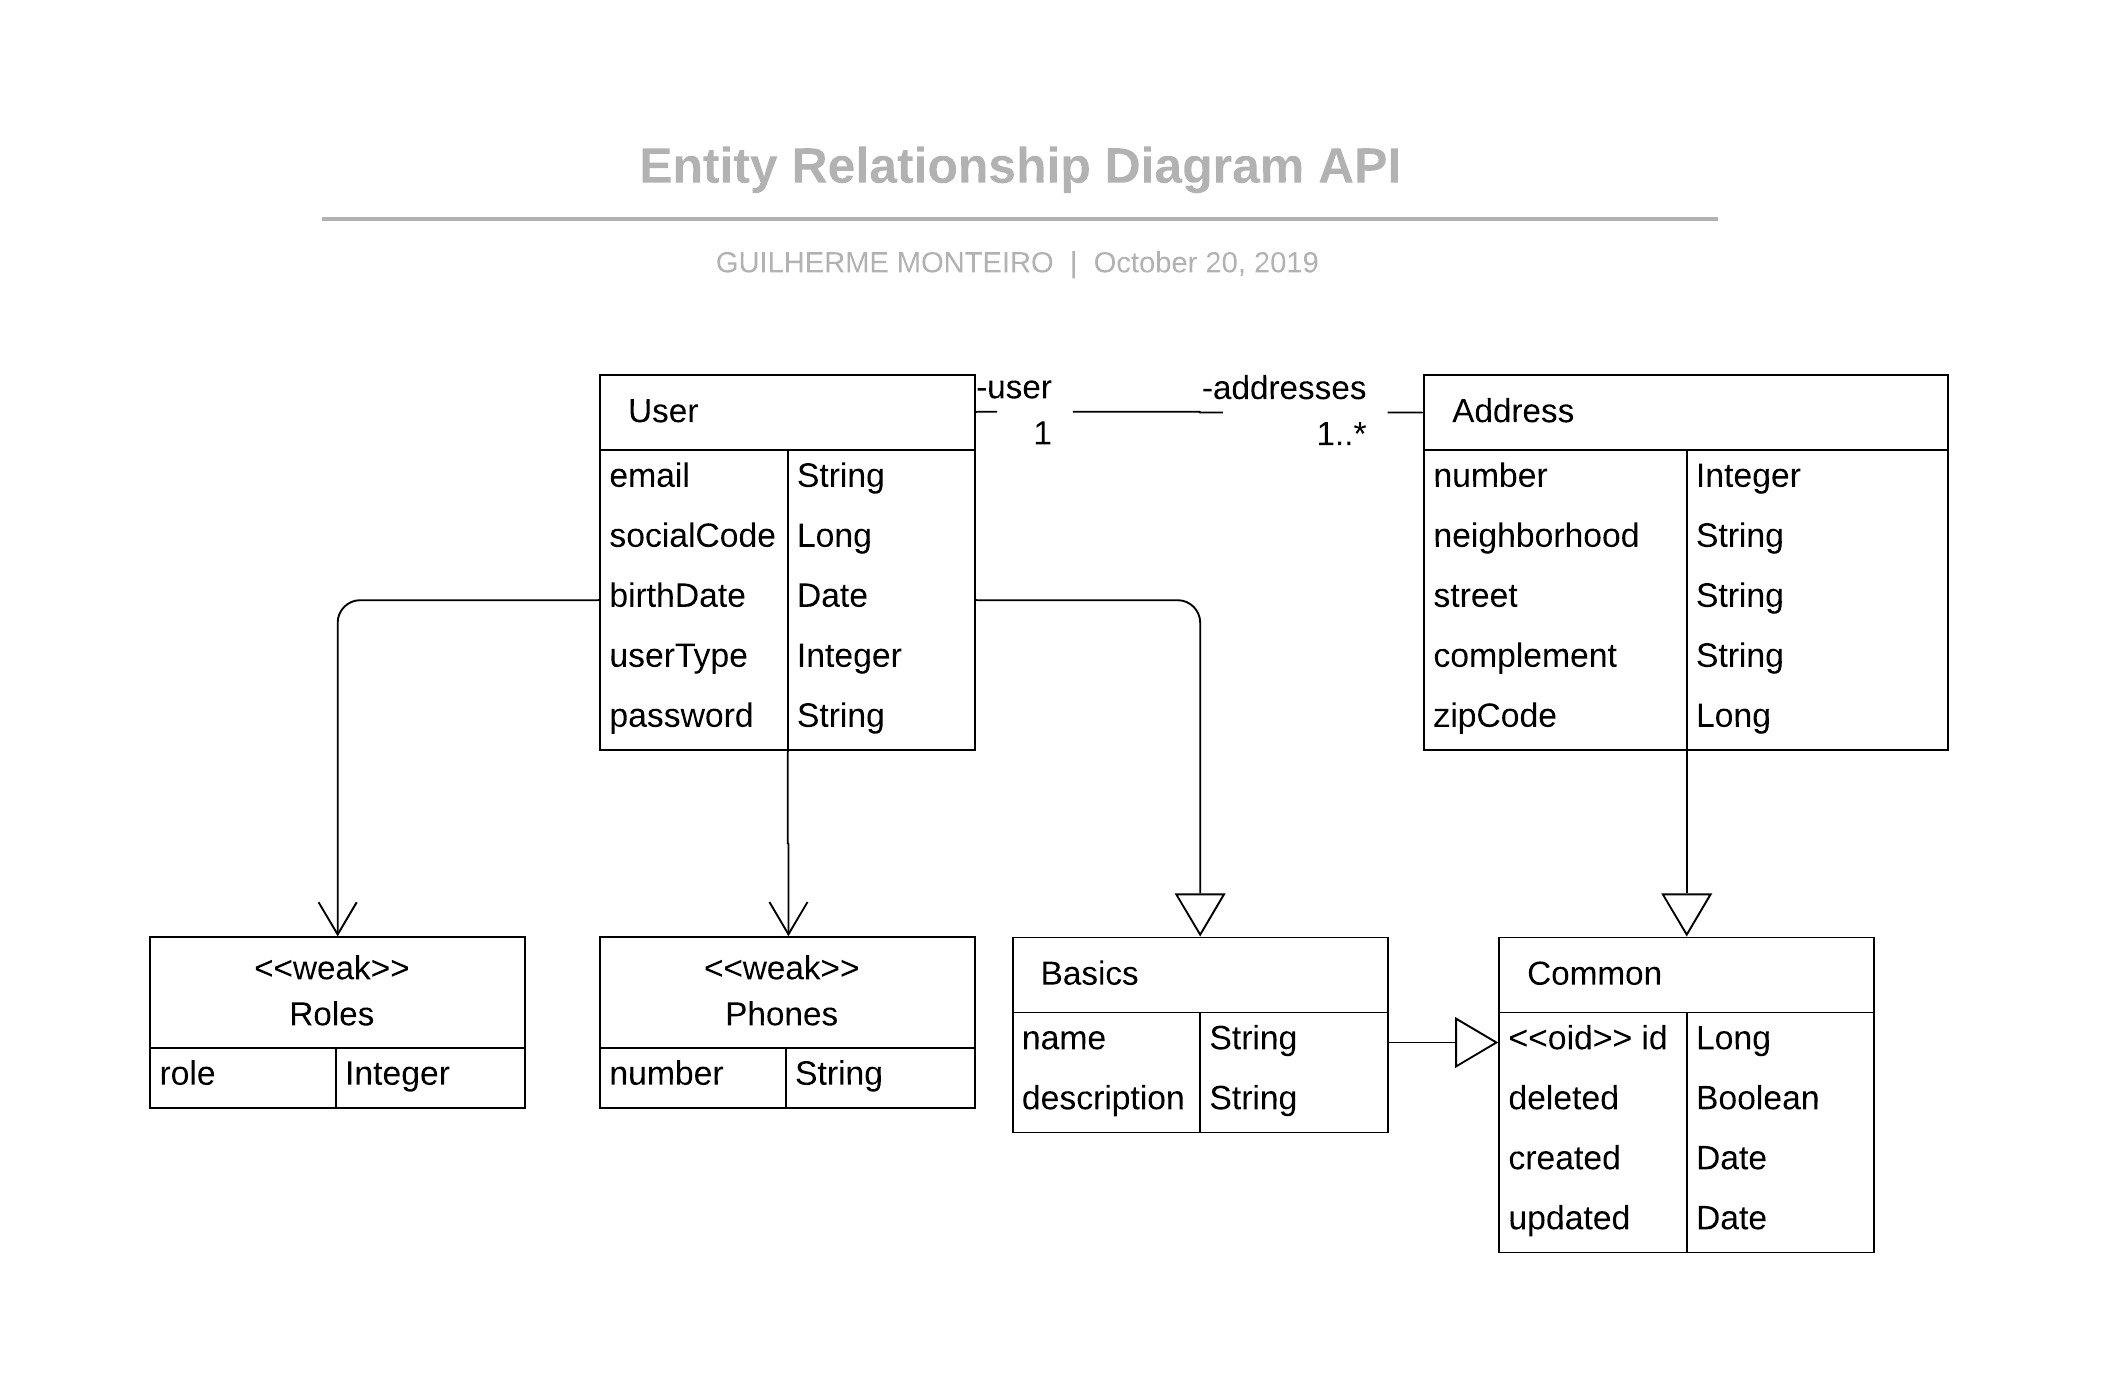 Entity Relationship Diagram API
GUILHERME MONTEIRO | October 20, 2019
User
email String
socialCode Long
birthDate Date
userType Integer
password String
-user
1
-addresses
1..*
Address
number Integer
neighborhood String
street String
complement String
zipCode Long
<<weak>>
Roles
role Integer
<<weak>>
Phones
number String
Basics
name String
description String
Common
<<oid>> id Long
deleted Boolean
created Date
updated Date